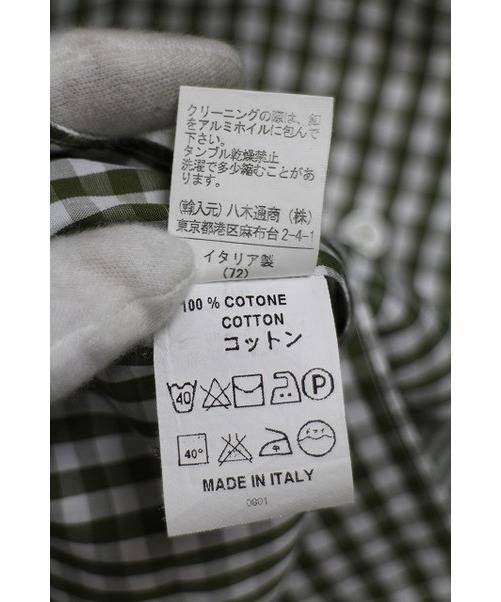 クリーニングの際は、釦
をアルミホイルに包んで
下さい。
タンブル乾燥禁止
洗濯で多少縮むことがあ
ります。
(輸入元) 八木通商 (株)
東京都港区麻布台2-4-1
イタリア製
(72)
100 % COTONE
COTTON
コットン
40
P
40°
ドライ
MADE IN ITALY
0801